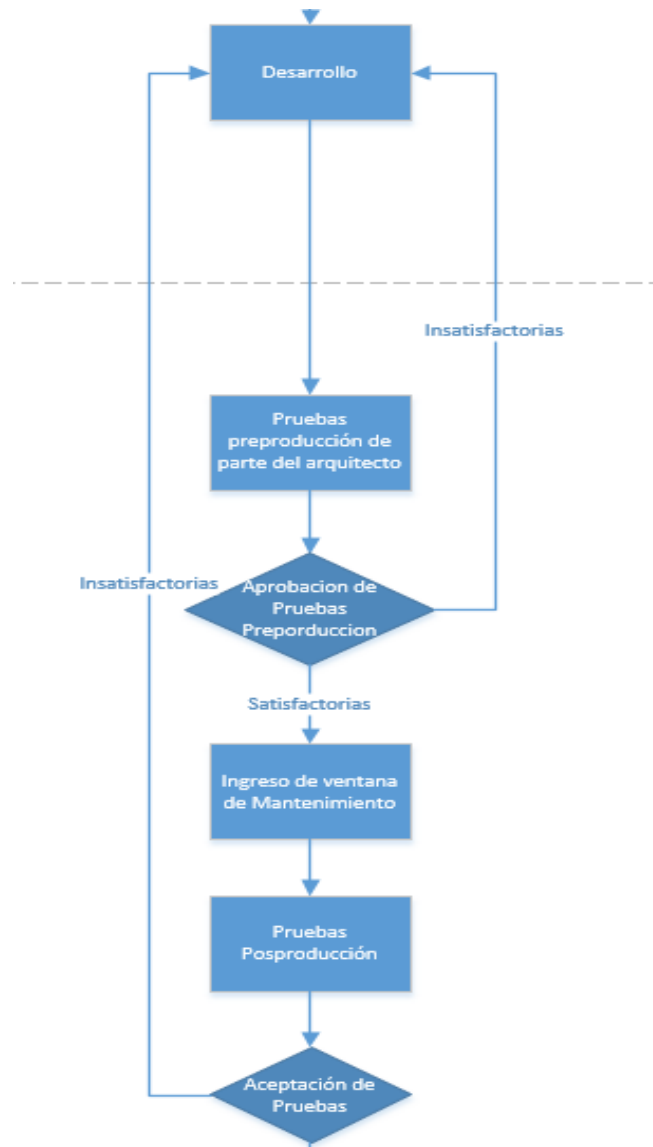 Desarrollo
Insatisfactorias
Pruebas
preproducción de
parte del arquitecto
Insatisfactorias
Aprobacion de
Pruebas
Preporduccion
Satisfactorias
Ingreso de ventana
de Mantenimiento
Pruebas
Posproducción
Aceptación de
Pruebas